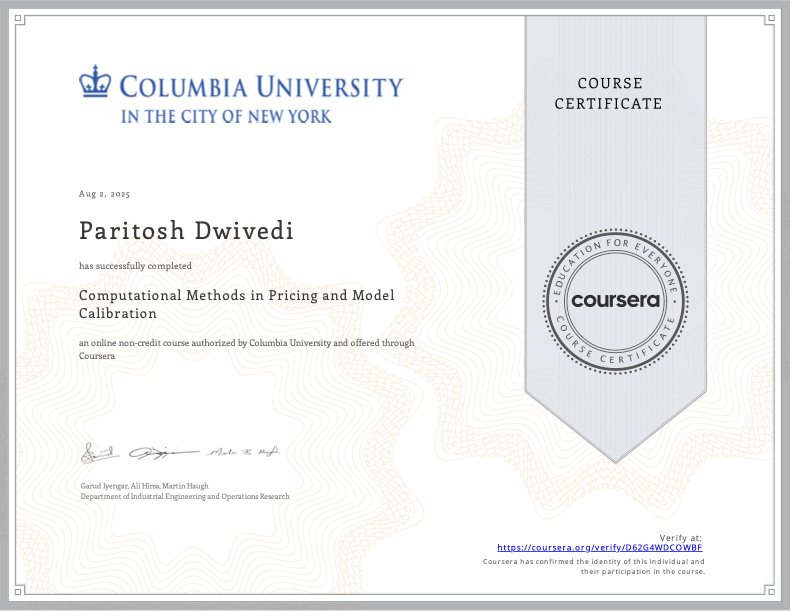 COLUMBIA UNIVERSITY
IN THE CITY OF NEW YORK
COURSE
CERTIFICATE
Aug 2, 2025
Paritosh Dwivedi
has successfully completed
Computational Methods in Pricing and Model
Calibration
an online non-credit course authorized by Columbia University and offered through
Coursera
EDUCATION FOR EVERYONE
coursera
COURSE CERTIFICATE
Garud Iyengar, Ali Hirsa, Martin Haugh
Department of Industrial Engineering and Operations Research
Verify at:
https://coursera.org/verify/D62G4WDCOWBF
Coursera has confirmed the identity of this individual and
their participation in the course.